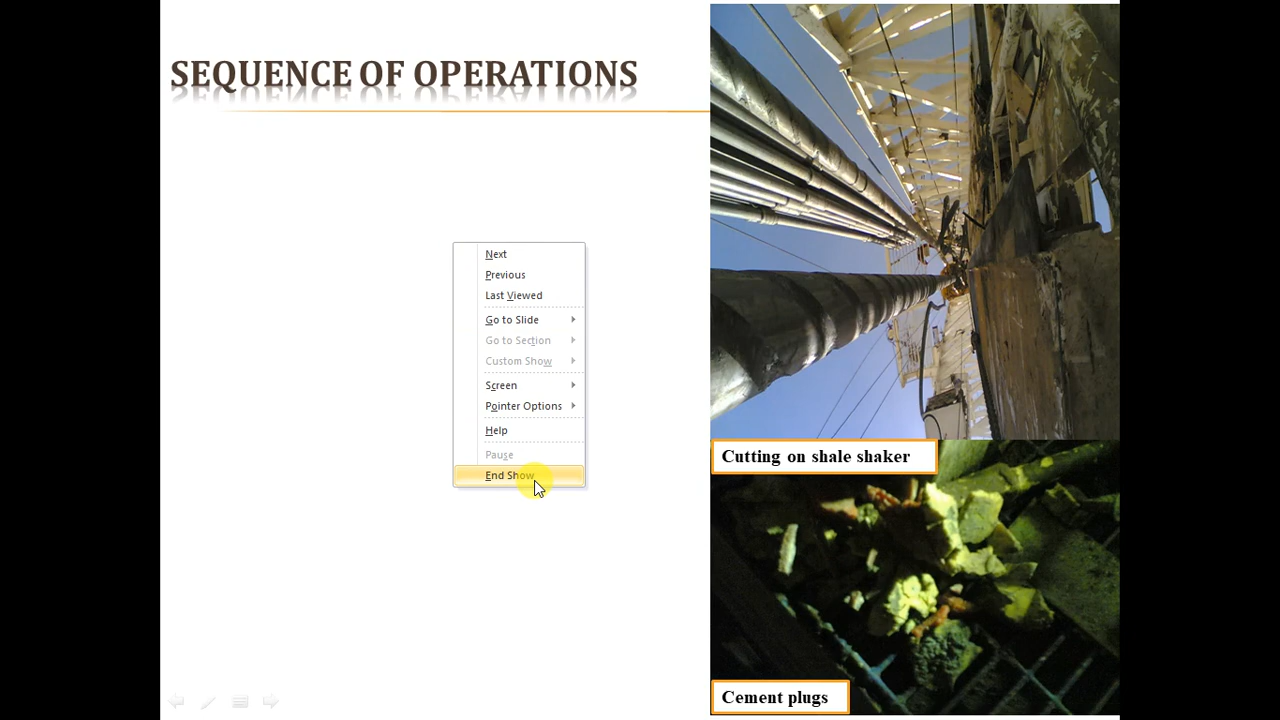 SEQUENCE OF OPERATIONS
Next
Previous
Last Viewed
Go to Slide
Go to Section
Custom Show
Screen
Pointer Options
Help
Pause
End Show
Cutting on shale shaker
Cement plugs